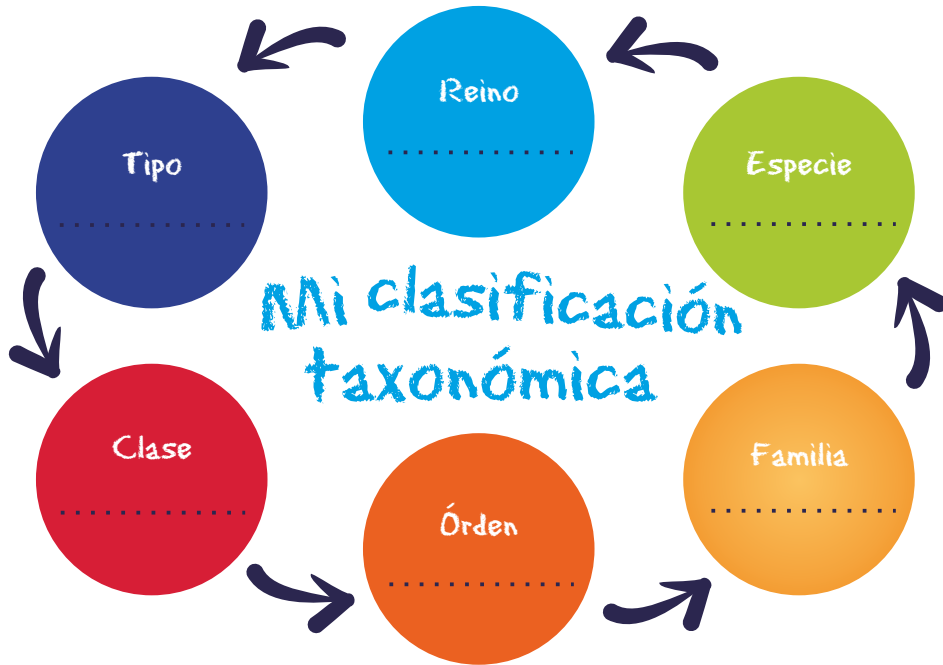 Reino
.............
Tipo
.............
Especie
.............
Mi clasificación
taxonómica
Clase
.............
Familia
.............
Órden
.............